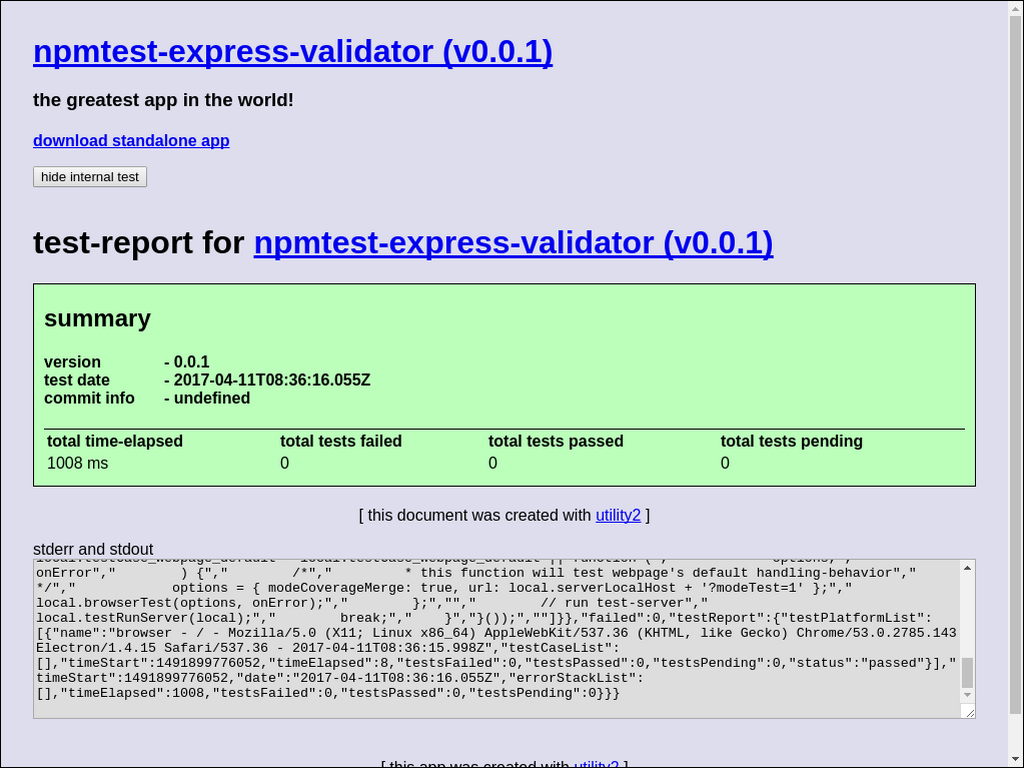 npmtest-express-validator (v0.0.1)
the greatest app in the world!
download standalone app
hide internal test
test-report for npmtest-express-validator (v0.0.1)
summary
version - 0.0.1
test date - 2017-04-11T08:36:16.055Z
commit info - undefined
total time-elapsed total tests failed total tests passed total tests pending
1008 ms 0 0 0
[ this document was created with utility2 ]
stderr and stdout
local.testCase_webpage_default = local.testCase_webpage_default || function (","             options,","
onError","        ) {","        /*","         * this function will test webpage's default handling-behavior","
*/","            options = { modeCoverageMerge: true, url: local.serverLocalHost + '?modeTest=1' };","
local.browserTest(options, onError);","        };","","        // run test-server","
local.testRunServer(local);","        break;","    }","}());",""]}},"failed":0,"testReport":{"testPlatformList":
[{"name":"browser - / - Mozilla/5.0 (X11; Linux x86_64) AppleWebKit/537.36 (KHTML, like Gecko) Chrome/53.0.2785.143
Electron/1.4.15 Safari/537.36 - 2017-04-11T08:36:15.998Z","testCaseList":
[],"timeStart":1491899776052,"timeElapsed":8,"testsFailed":0,"testsPassed":0,"testsPending":0,"status":"passed"}],"
timeStart":1491899776052,"date":"2017-04-11T08:36:16.055Z","errorStackList":
[],"timeElapsed":1008,"testsFailed":0,"testsPassed":0,"testsPending":0}}}
[ this app was created with utility2 ]